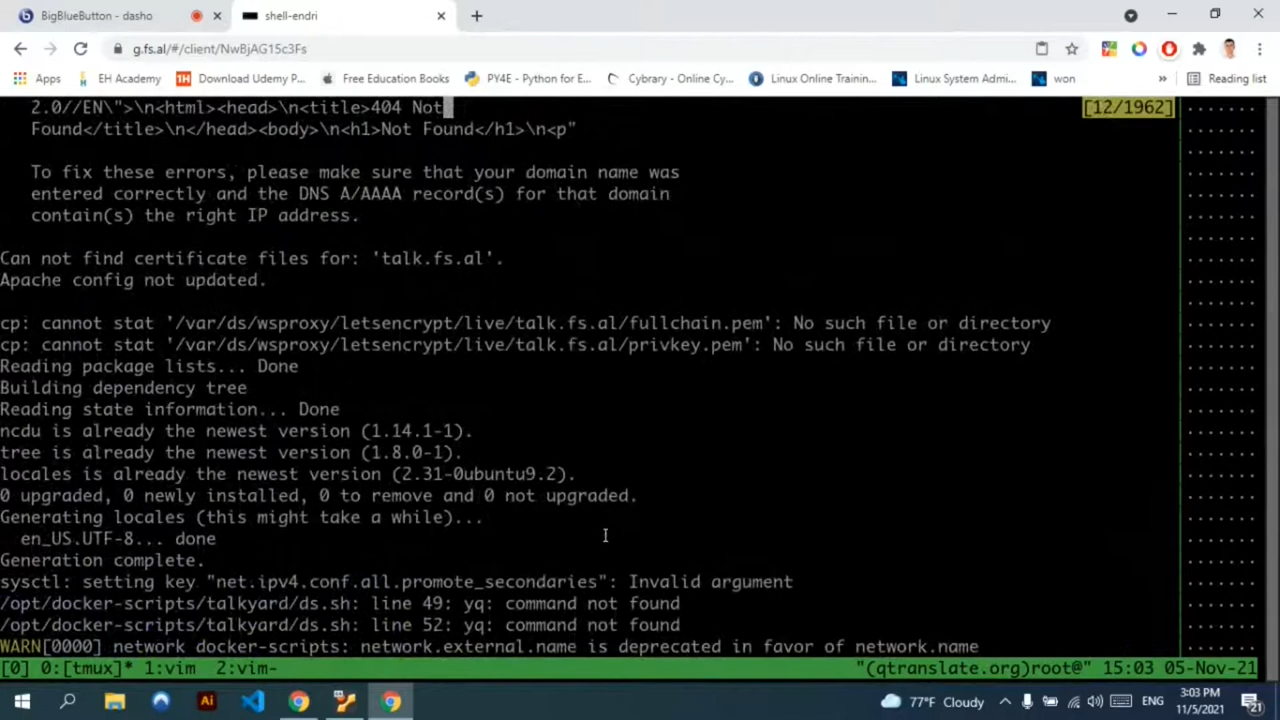 BigBlueButton - dasho
shell-endri
g.fs.al/#/client/NwBjAG15c3Fs
Apps
EH Academy
1H Download Udemy P...
Free Education Books
PY4E - Python for E...
Cybrary - Online Cy...
Linux Online Trainin...
Linux System Admi...
won
»
Reading list
2.0//EN\">\n<html><head>\n<title>404 Not
[12/1962]
Found</title>\n</head><body>\n<h1>Not Found</h1>\n<p"
To fix these errors, please make sure that your domain name was
entered correctly and the DNS A/AAAA record(s) for that domain
contain(s) the right IP address.
Can not find certificate files for: 'talk.fs.al'.
Apache config not updated.
cp: cannot stat '/var/ds/wsproxy/letsencrypt/live/talk.fs.al/fullchain.pem': No such file or directory
cp: cannot stat '/var/ds/wsproxy/letsencrypt/live/talk.fs.al/privkey.pem': No such file or directory
Reading package lists... Done
Building dependency tree
Reading state information... Done
ncdu is already the newest version (1.14.1-1).
tree is already the newest version (1.8.0-1).
locales is already the newest version (2.31-0ubuntu9.2).
0 upgraded, 0 newly installed, 0 to remove and 0 not upgraded.
Generating locales (this might take a while)...
en_US.UTF-8... done
Generation complete.
sysctl: setting key "net.ipv4.conf.all.promote_secondaries": Invalid argument
/opt/docker-scripts/talkyard/ds.sh: line 49: yq: command not found
/opt/docker-scripts/talkyard/ds.sh: line 52: yq: command not found
WARN[0000] network docker-scripts: network.external.name is deprecated in favor of network.name
[0] 0:[tmux]* 1:vim 2:vim-
"(qtranslate.org)root@" 15:03 05-Nov-21
Ai
77°F Cloudy
ENG
3:03 PM
11/5/2021
21